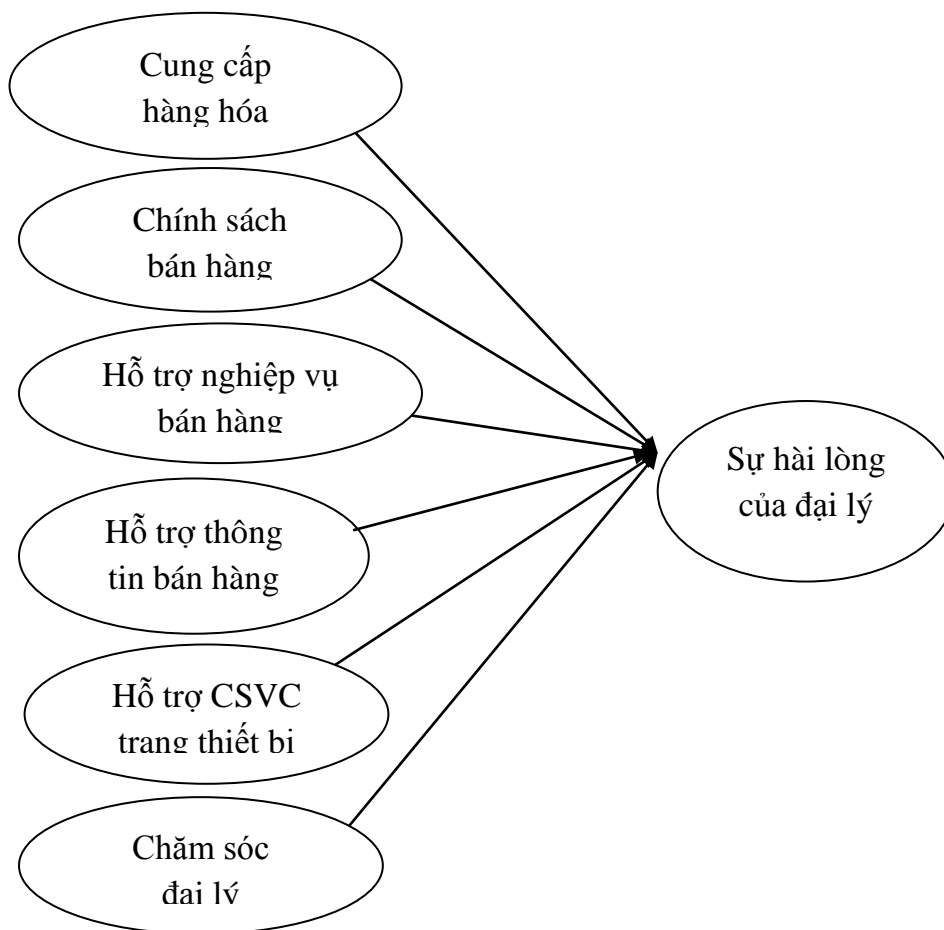 Cung cấp
hàng hóa
Chính sách
bán hàng
Hỗ trợ nghiệp vụ
bán hàng
Hỗ trợ thông
tin bán hàng
Hỗ trợ CSVC
trang thiết bị
Chăm sóc
đại lý
Sự hài lòng
của đại lý